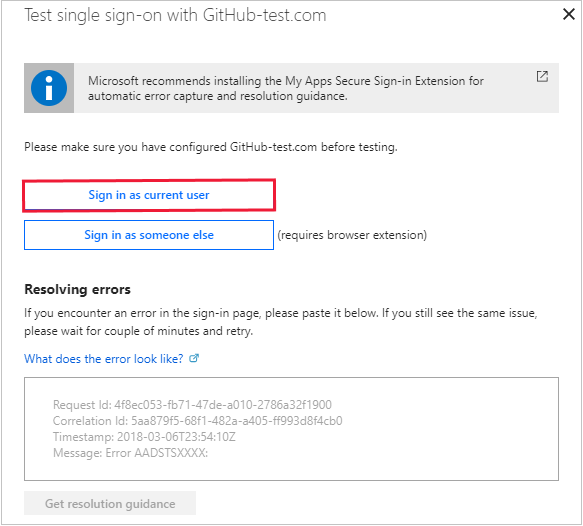 Test single sign-on with GitHub-test.com
Microsoft recommends installing the My Apps Secure Sign-in Extension for
automatic error capture and resolution guidance.
Please make sure you have configured GitHub-test.com before testing.
Sign in as current user
Sign in as someone else (requires browser extension)
Resolving errors
If you encounter an error in the sign-in page, please paste it below. If you still see the same issue,
please wait for couple of minutes and retry.
What does the error look like?
Request Id: 4f8ec053-fb71-47de-a010-2786a32f1900
Correlation Id: 5aa879f5-68f1-482a-a405-ff993d8f4cb0
Timestamp: 2018-03-06T23:54:10Z
Message: Error AADSTSXXXX:
Get resolution guidance